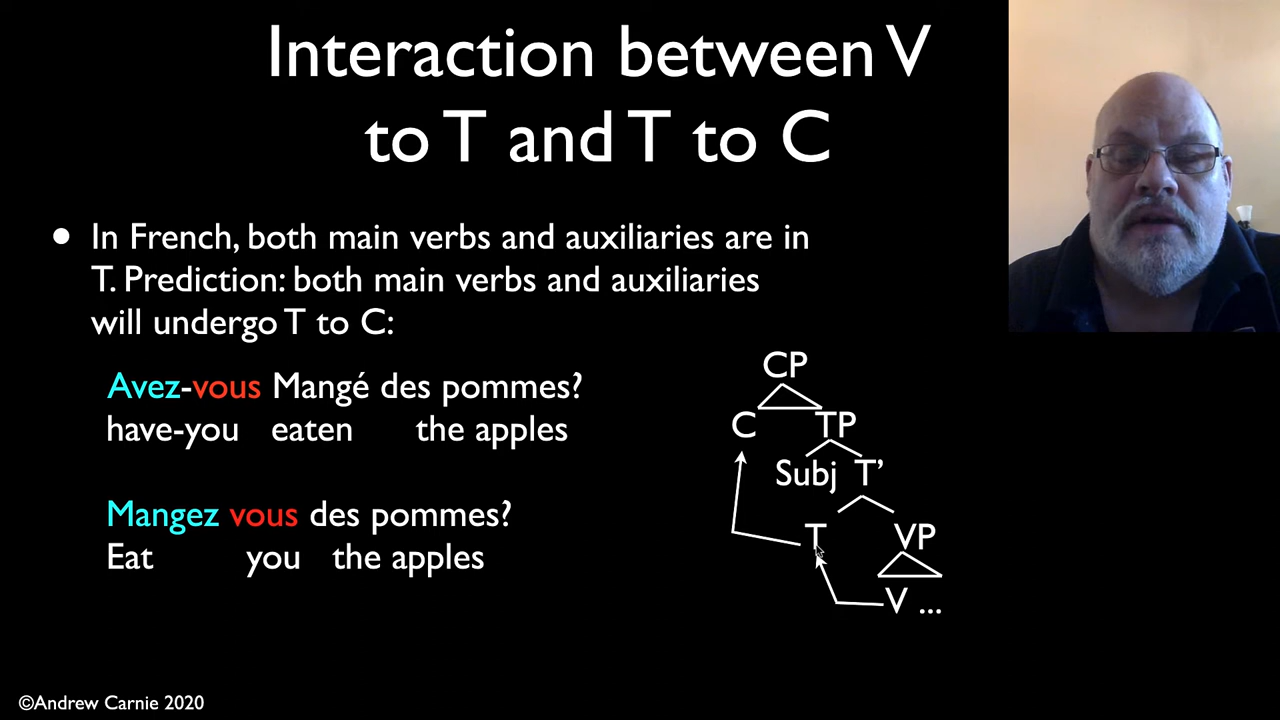 Interaction between V
to T and T to C
• In French, both main verbs and auxiliaries are in
T. Prediction: both main verbs and auxiliaries
will undergo T to C:
Avez-vous Mangé des pommes?
have-you eaten the apples
Mangez vous des pommes?
Eat you the apples
CP
C TP
Subj T’
T VP
V ...
©Andrew Carnie 2020